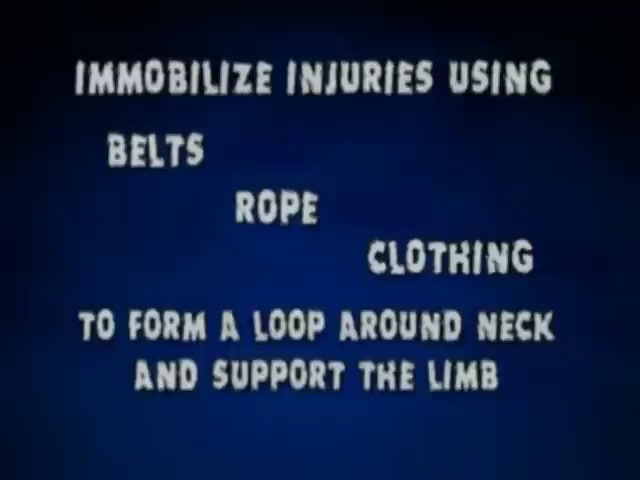 IMMOBILIZE INJURIES USING
BELTS
ROPE
CLOTHING
TO FORM A LOOP AROUND NECK
AND SUPPORT THE LIMB